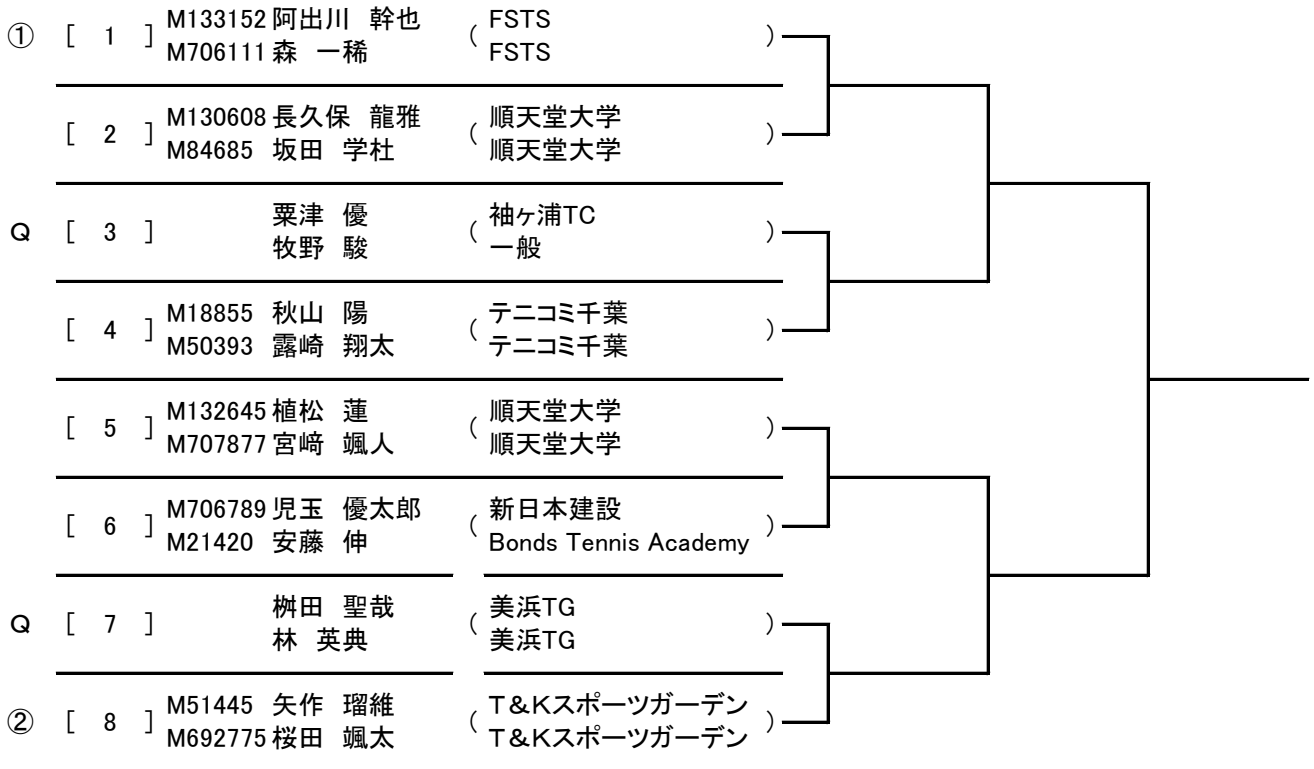 ① [ 1 ] M133152 阿出川 幹也 ( FSTS )
M706111 森 一稀 FSTS
[ 2 ] M130608 長久保 龍雅 ( 順天堂大学 )
M84685 坂田 学杜 順天堂大学
Q [ 3 ] 粟津 優 ( 袖ヶ浦TC )
牧野 駿 一般
[ 4 ] M18855 秋山 陽 ( テニコミ千葉 )
M50393 露崎 翔太 テニコミ千葉
[ 5 ] M132645 植松 蓮 ( 順天堂大学 )
M707877 宮﨑 颯人 順天堂大学
[ 6 ] M706789 児玉 優太郎 ( 新日本建設 )
M21420 安藤 伸 Bonds Tennis Academy
Q [ 7 ] 桝田 聖哉 ( 美浜TG )
林 英典 美浜TG
② [ 8 ] M51445 矢作 瑠維 ( T&Kスポーツガーデン )
M692775 桜田 颯太 T&Kスポーツガーデン